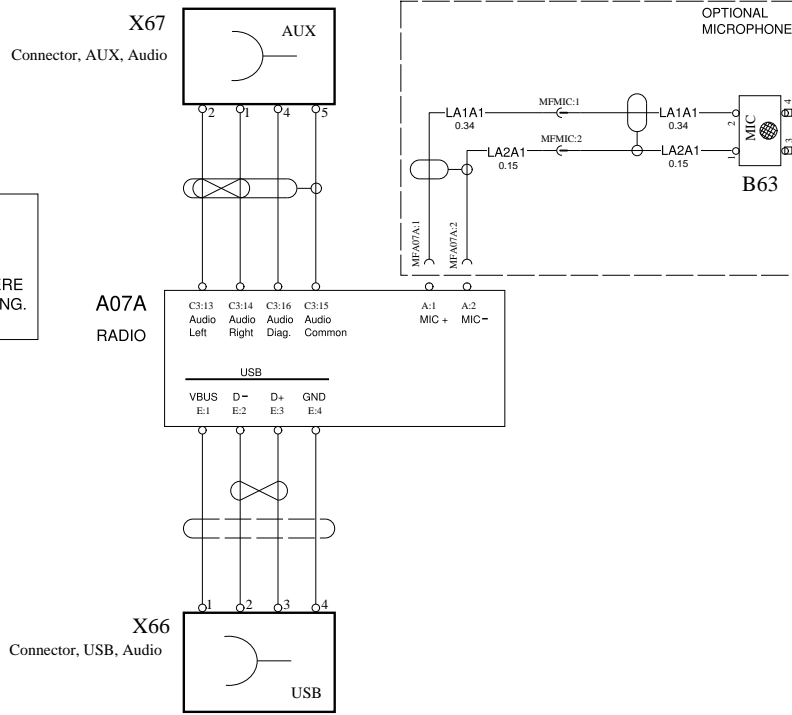 X67
AUX
Connector, AUX, Audio
2 1 4 5
OPTIONAL
MICROPHONE
LA1A1
0.34
MFMIC:1
LA1A1
0.34
LA2A1
0.15
MFMIC:2
LA2A1
0.15
2
1
MIC
4
3
B63
MFA07A:1
MFA07A:2
ERE
NG.
A07A
RADIO
C3:13 C3:14 C3:16 C3:15
Audio Audio Audio Audio
Left Right Diag. Common
A:1 A:2
MIC + MIC -
USB
VBUS D - D+ GND
E:1 E:2 E:3 E:4
1 2 3 4
X66
Connector, USB, Audio
USB